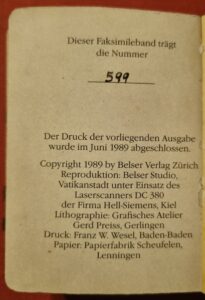 Dieser Faksimileband trägt
die Nummer
599
Der Druck der vorliegenden Ausgabe
wurde im Juni 1989 abgeschlossen.
Copyright 1989 by Belser Verlag Zürich
Reproduktion: Belser Studio,
Vatikanstadt unter Einsatz des
Laserscanners DC 380
der Firma Hell-Siemens, Kiel
Lithographie: Grafisches Atelier
Gerd Preiss, Gerlingen
Druck: Franz W. Wesel, Baden-Baden
Papier: Papierfabrik Scheufelen,
Lenningen